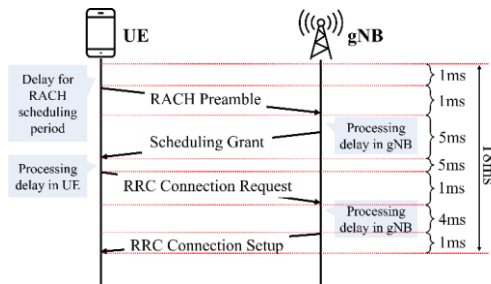 UE
gNB
Delay for
RACH
scheduling
period
RACH Preamble
1ms
1ms
Scheduling Grant
Processing
delay in gNB
5ms
Processing
delay in UE
5ms
RRC Connection Request
1ms
Processing
delay in gNB
4ms
RRC Connection Setup
1ms
18ms